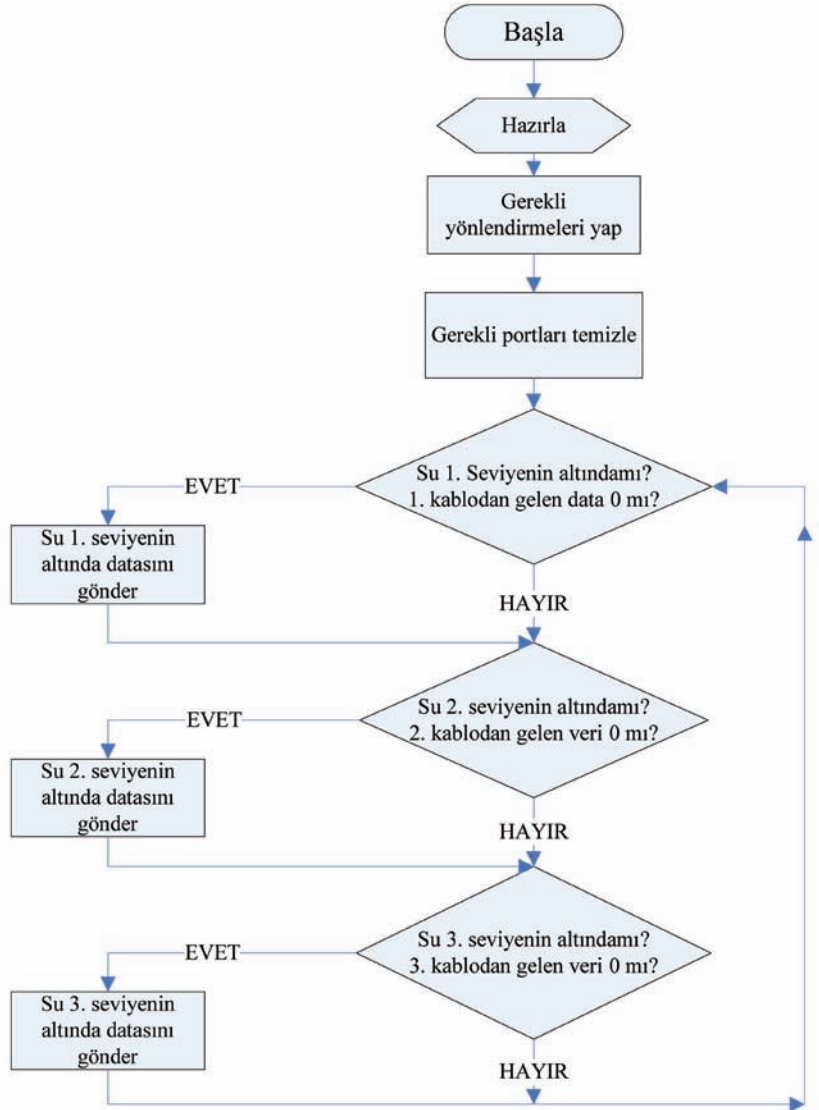 Başla
Hazırla
Gerekli
yönlendirmeleri yap
Gerekli portları temizle
Su 1. Seviyenin altındamı?
1. kablodan gelen data 0 mı?
EVET
Su 1. seviyenin
altında datasını
gönder
HAYIR
Su 2. seviyenin altındamı?
2. kablodan gelen veri 0 mı?
EVET
Su 2. seviyenin
altında datasını
gönder
HAYIR
Su 3. seviyenin altındamı?
3. kablodan gelen veri 0 mı?
EVET
Su 3. seviyenin
altında datasını
gönder
HAYIR